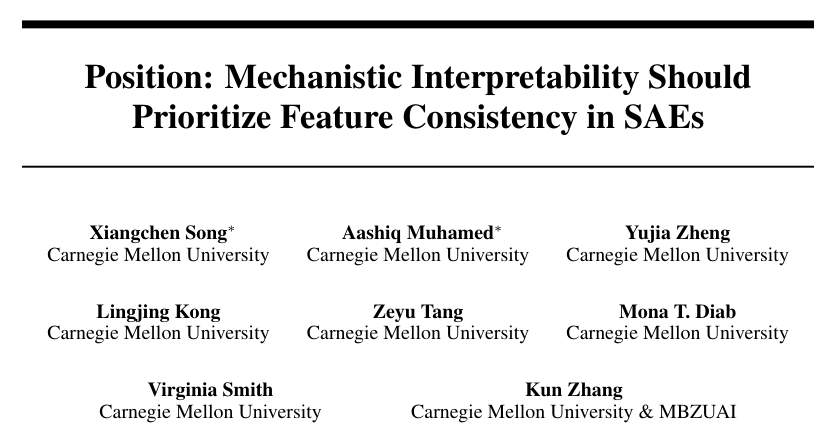 Position: Mechanistic Interpretability Should
Prioritize Feature Consistency in SAEs
Xiangchen Song* Aashiq Muhamed* Yujia Zheng
Carnegie Mellon University Carnegie Mellon University Carnegie Mellon University
Lingjing Kong Zeyu Tang Mona T. Diab
Carnegie Mellon University Carnegie Mellon University Carnegie Mellon University
Virginia Smith Kun Zhang
Carnegie Mellon University Carnegie Mellon University & MBZUAI